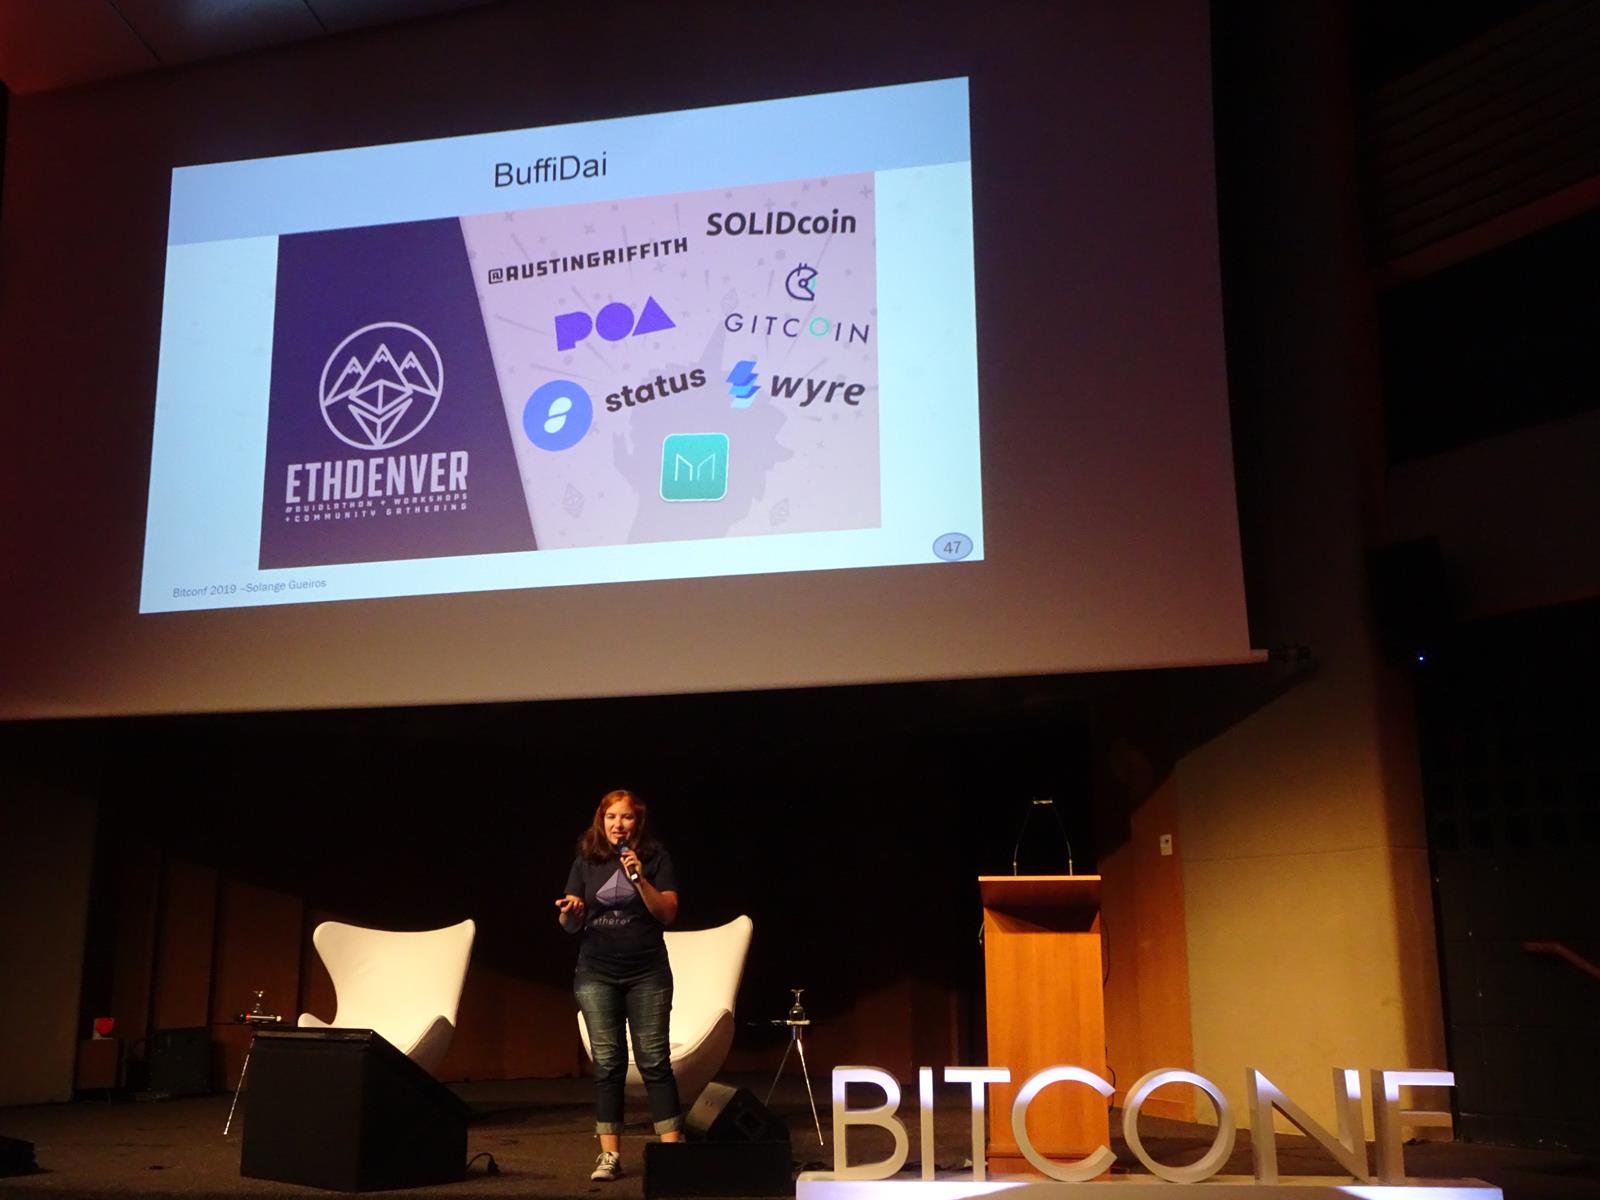 BuffiDai
SOLIDcoin
@AUSTINGRIFFITH
POA
GITCOIN
status
wyre
ETHDENVER
#BUIDLATHON + WORKSHOPS
+COMMUNITY GATHERING
47
Bitconf 2019 –Solange Gueiros
BITCONF